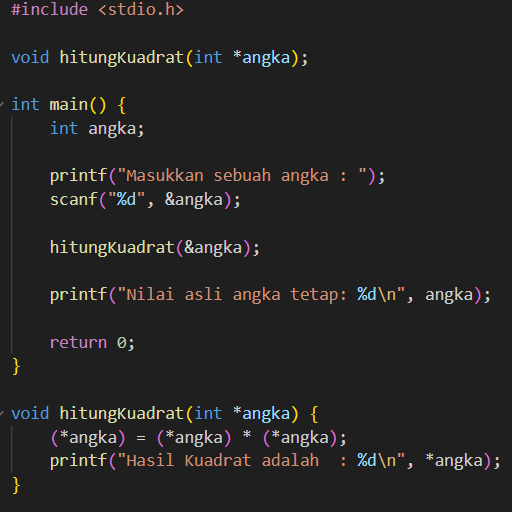 #include <stdio.h>
void hitungKuadrat(int *angka);
int main() {
    int angka;
    printf("Masukkan sebuah angka : ");
    scanf("%d", &angka);
    hitungKuadrat(&angka);
    printf("Nilai asli angka tetap: %d\n", angka);
    return 0;
}
void hitungKuadrat(int *angka) {
    (*angka) = (*angka) * (*angka);
    printf("Hasil Kuadrat adalah  : %d\n", *angka);
}